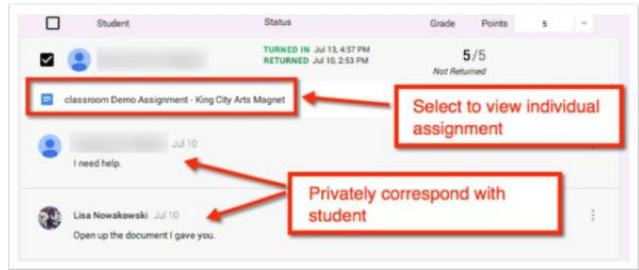 Student Status Grade Points 5
TURNED IN Jul 13, 4:57 PM
RETURNED Jul 10, 2:53 PM
5/5
Not Returned
classroom Demo Assignment - King City Arts Magnet
Select to view individual
assignment
Jul 10
I need help.
Privately correspond with
student
Lisa Nowakowski Jul 10
Open up the document I gave you.